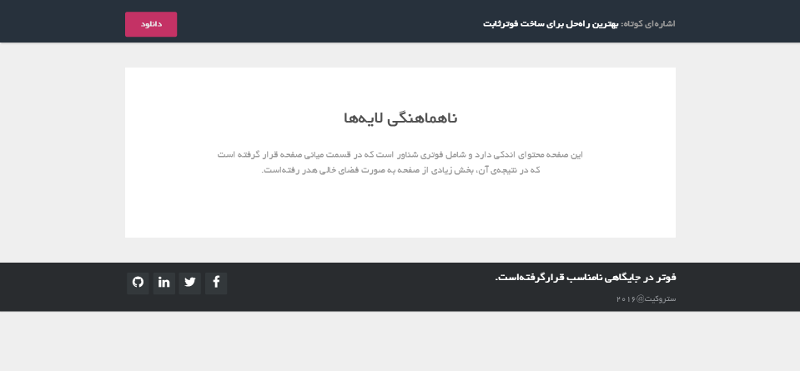 اشاره‌ای کوتاه: بهترین راه‌حل برای ساخت فوترثابت
دانلود
ناهماهنگی لایه‌ها
این صفحه محتوای اندکی دارد و شامل فوتری شناور است که در قسمت میانی صفحه قرار گرفته است
که در نتیجه‌ی آن، بخش زیادی از صفحه به صورت فضای خالی هدر رفته‌است.
فوتر در جایگاهی نامناسب قرارگرفته‌است.
ستروکیت@۲۰۱۶